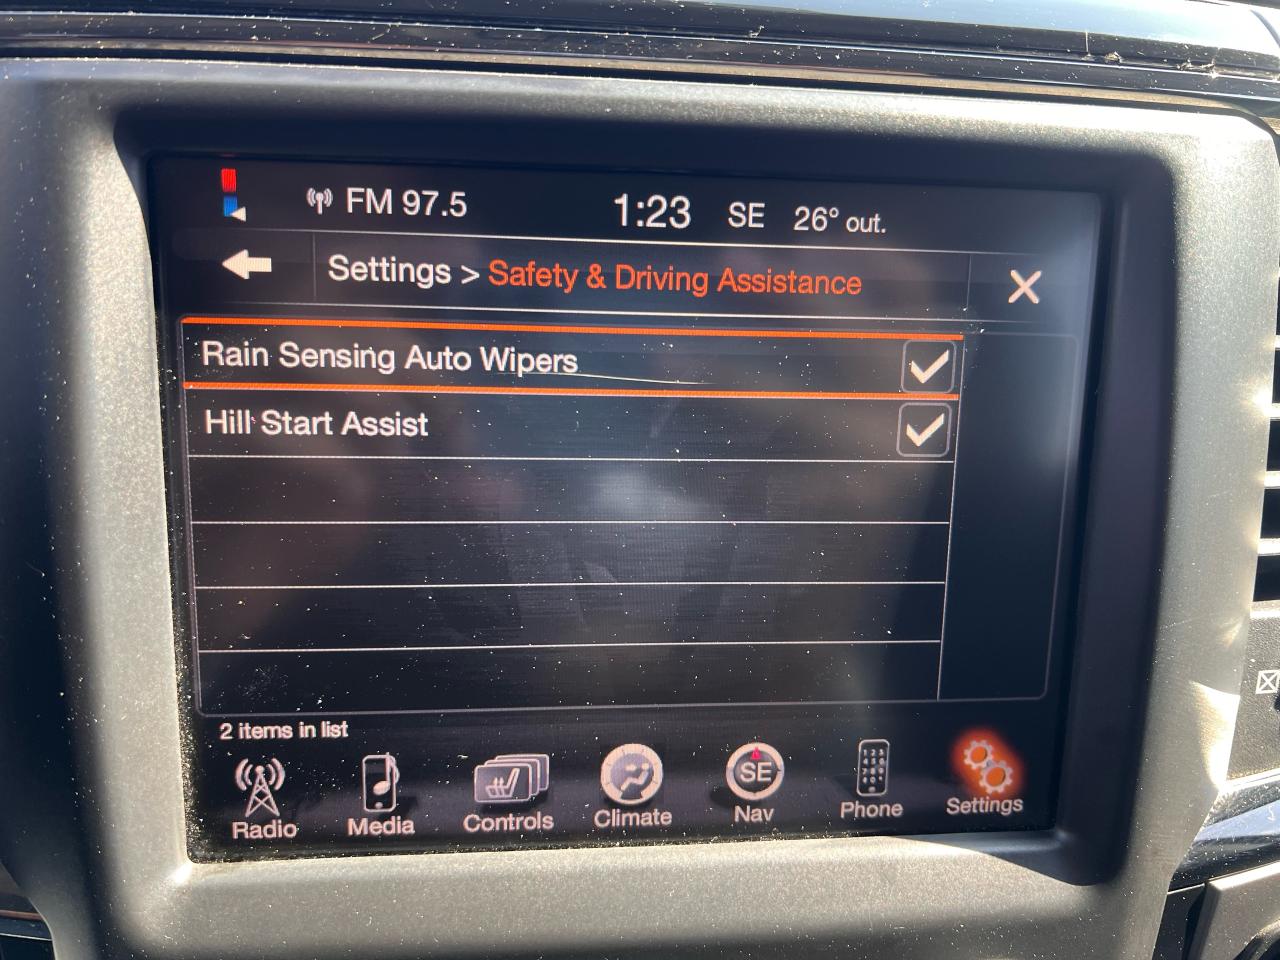 FM 97.5 1:23 SE 26° out.
Settings > Safety & Driving Assistance
Rain Sensing Auto Wipers
Hill Start Assist
2 items in list
SE
Radio Media Controls Climate Nav Phone Settings